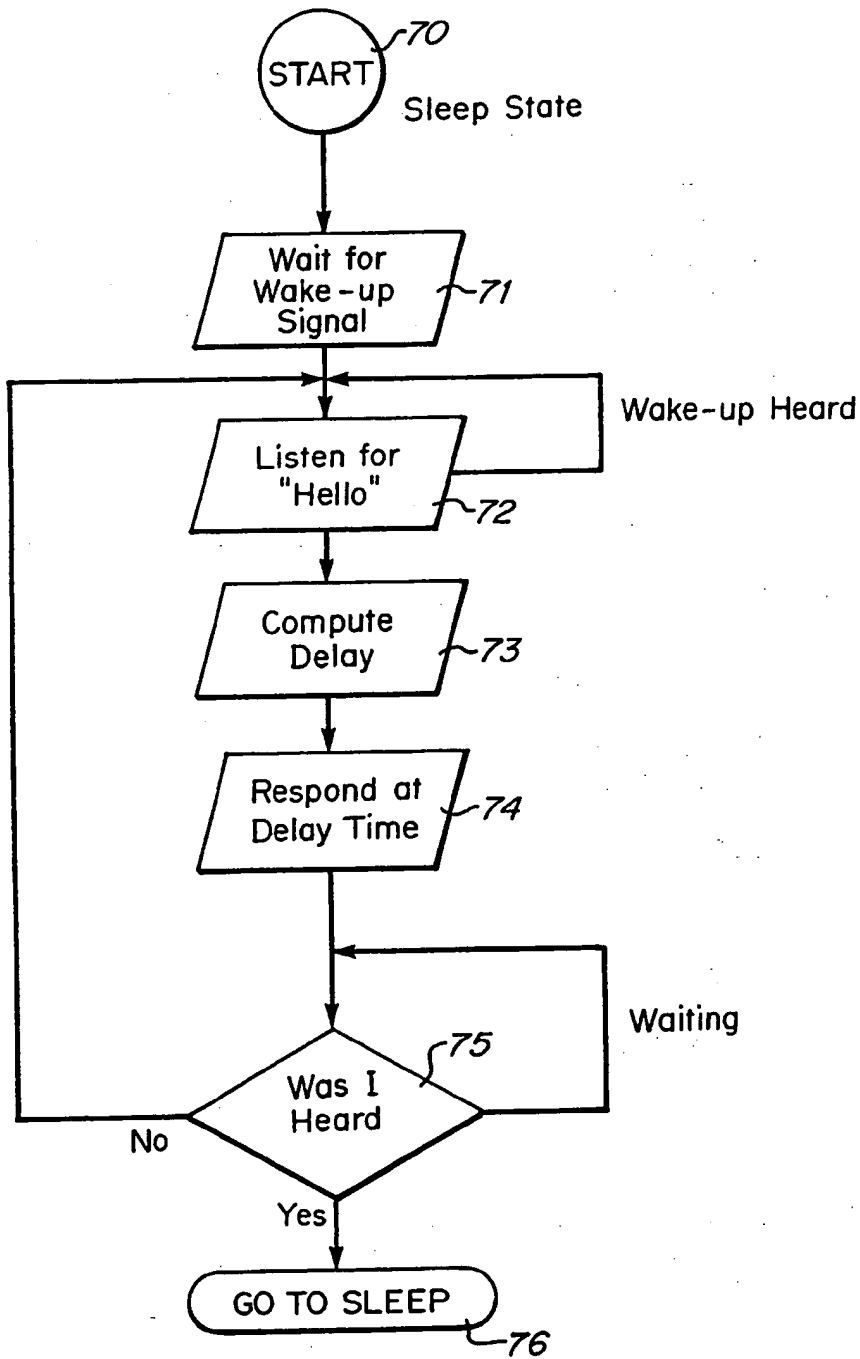 70
START
Sleep State
Wait for
Wake-up
Signal
71
Wake-up Heard
Listen for
"Hello"
72
Compute
Delay
73
Respond at
Delay Time
74
Waiting
75
Was I
Heard
No
Yes
GO TO SLEEP
76